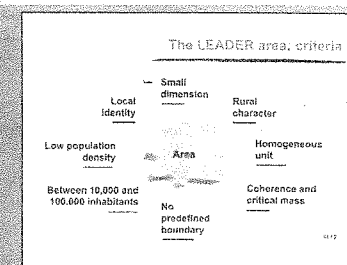 The LEADER area: criteria
Small
dimension
Local
identity
Rural
character
Low population
density
Area
Homogeneous
unit
Between 10,000 and
100.000 inhabitants
Coherence and
critical mass
No
predefined
boundary